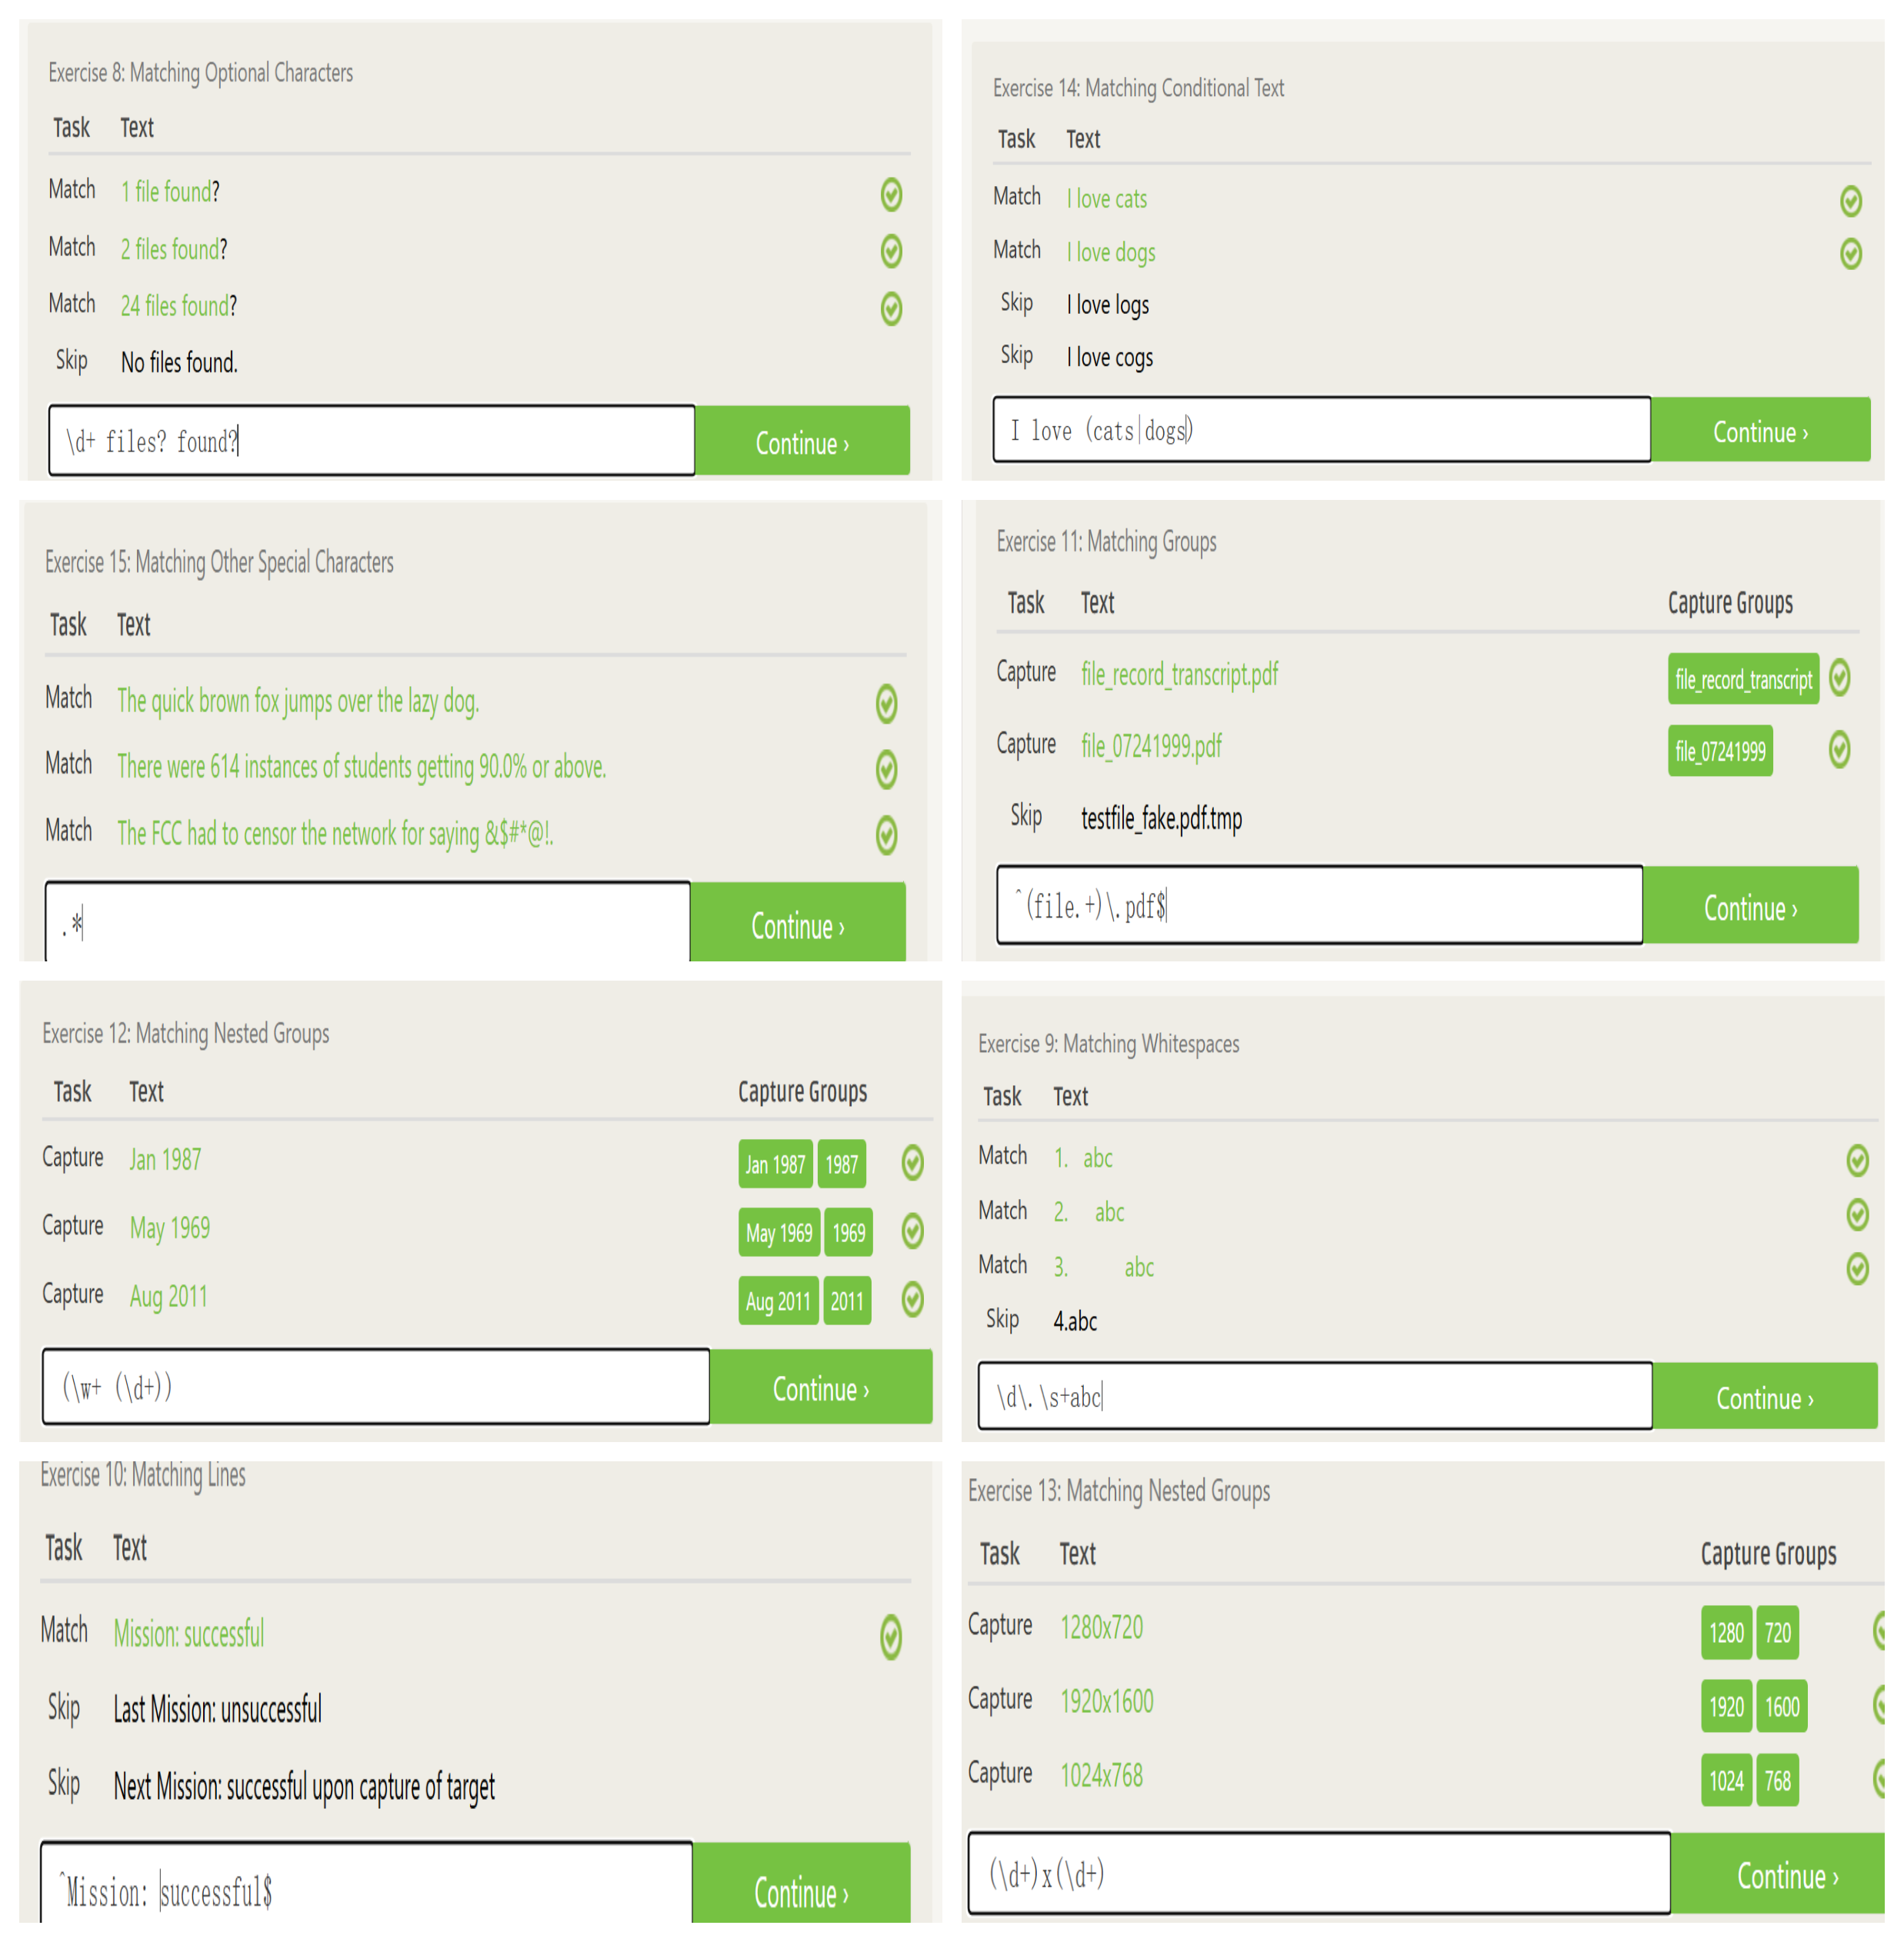 Exercise 8: Matching Optional Characters
Task Text
Match 1 file found?
Match 2 files found?
Match 24 files found?
Skip No files found.
\d+ files? found?
Continue ›
Exercise 14: Matching Conditional Text
Task Text
Match I love cats
Match I love dogs
Skip I love logs
Skip I love cogs
I love (cats|dogs)
Continue ›
Exercise 15: Matching Other Special Characters
Task Text
Match The quick brown fox jumps over the lazy dog.
Match There were 614 instances of students getting 90.0% or above.
Match The FCC had to censor the network for saying &$#*@!.
.*
Continue ›
Exercise 11: Matching Groups
Task Text Capture Groups
Capture file_record_transcript.pdf file_record_transcript
Capture file_07241999.pdf file_07241999
Skip testfile_fake.pdf.tmp
^(file.+)\.pdf$
Continue ›
Exercise 12: Matching Nested Groups
Task Text Capture Groups
Capture Jan 1987 Jan 1987 1987
Capture May 1969 May 1969 1969
Capture Aug 2011 Aug 2011 2011
(\w+ (\d+))
Continue ›
Exercise 9: Matching Whitespaces
Task Text
Match 1. abc
Match 2. abc
Match 3. abc
Skip 4.abc
\d\.\s+abc
Continue ›
Exercise 10: Matching Lines
Task Text
Match Mission: successful
Skip Last Mission: unsuccessful
Skip Next Mission: successful upon capture of target
^Mission: successful$
Continue ›
Exercise 13: Matching Nested Groups
Task Text Capture Groups
Capture 1280x720 1280 720
Capture 1920x1600 1920 1600
Capture 1024x768 1024 768
(\d+)x(\d+)
Continue ›